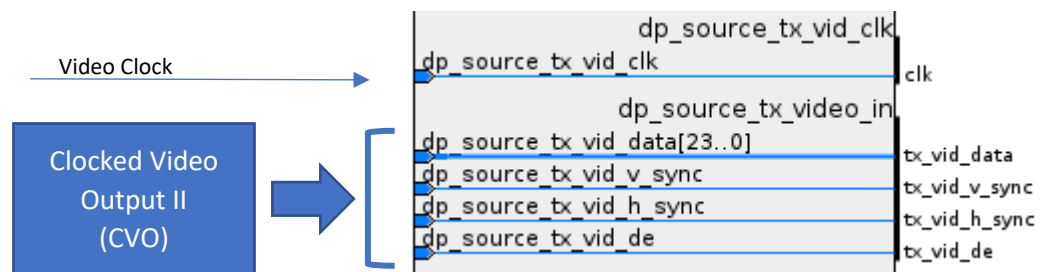 dp_source_tx_vid_clk
Video Clock
dp_source_tx_vid_clk
clk
dp_source_tx_video_in
dp_source_tx_vid_data[23..0]
tx_vid_data
dp_source_tx_vid_v_sync
tx_vid_v_sync
dp_source_tx_vid_h_sync
tx_vid_h_sync
dp_source_tx_vid_de
tx_vid_de
Clocked Video
Output II
(CVO)